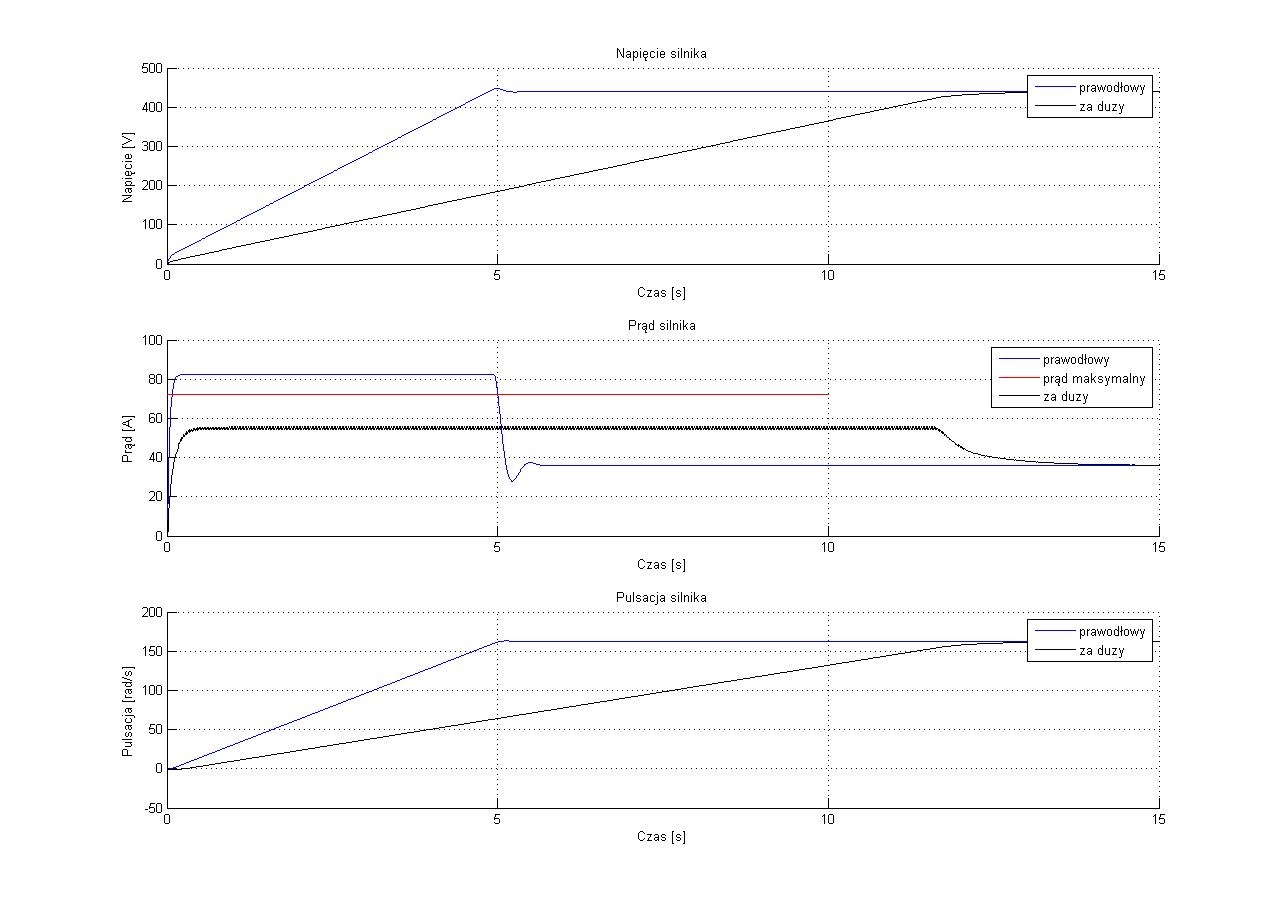 Napięcie silnika
500
400
300
200
100
0
Napięcie [V]
prawodłowy
za duzy
0
5
10
15
Czas [s]
Prąd silnika
100
80
60
40
20
0
Prąd [A]
prawodłowy
prąd maksymalny
za duzy
0
5
10
15
Czas [s]
Pulsacja silnika
200
150
100
50
0
-50
Pulsacja [rad/s]
prawodłowy
za duzy
0
5
10
15
Czas [s]